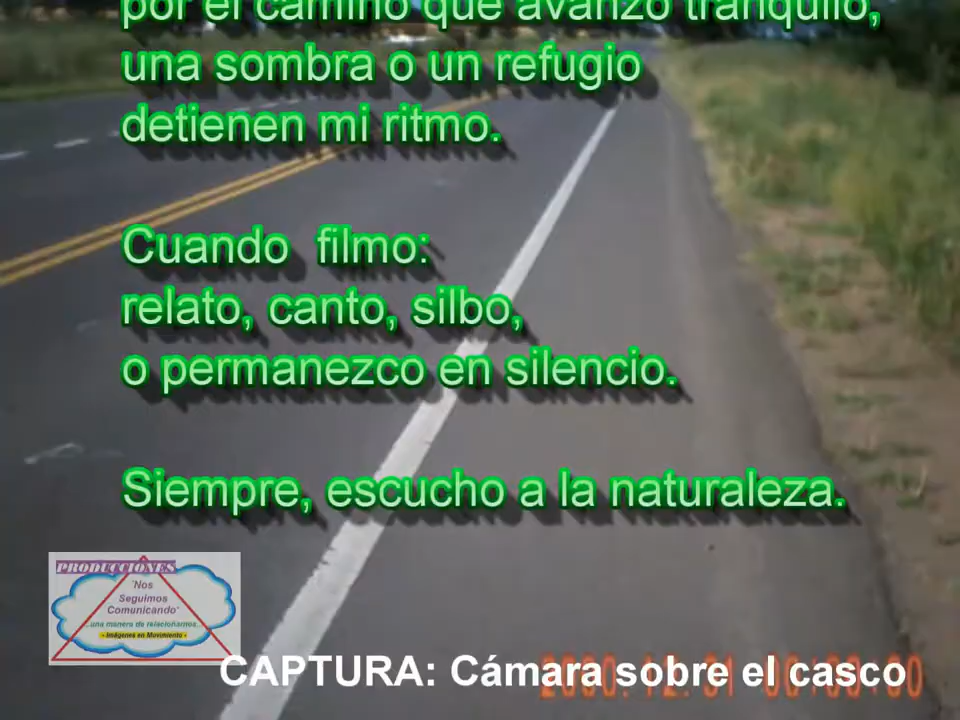 por el camino que avanzo tranquilo,
una sombra o un refugio
detienen mi ritmo.
Cuando filmo:
relato, canto, silbo,
o permanezco en silencio.
Siempre, escucho a la naturaleza.
PRODUCCIONES
"Nos
Seguimos
Comunicando"
...una manera de relacionarnos...
- Imágenes en Movimiento -
CAPTURA: Cámara sobre el casco